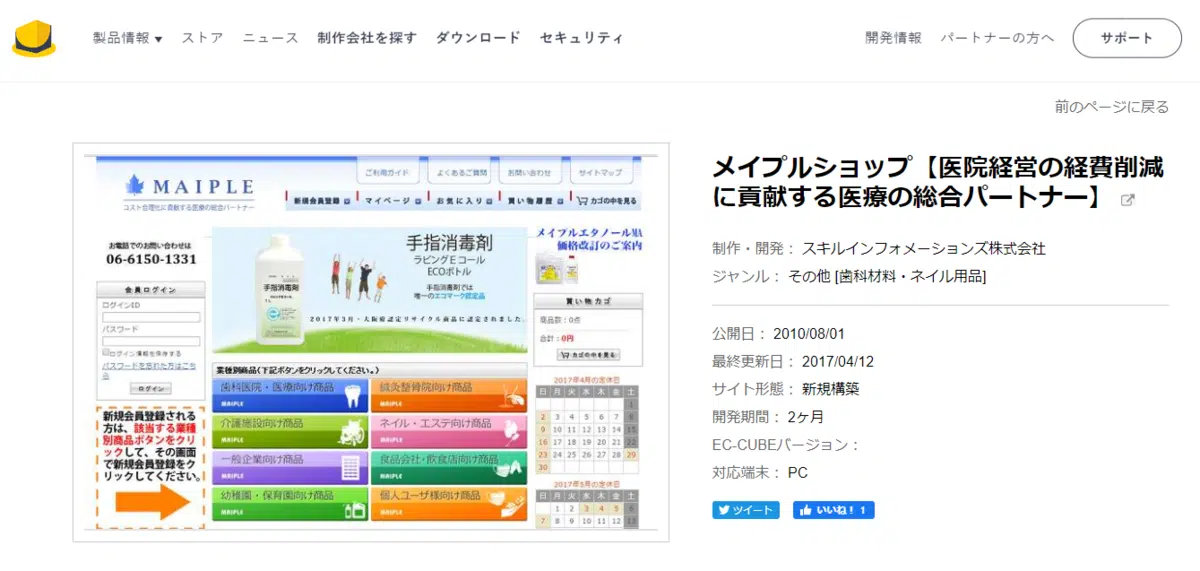 製品情報 ▼ ストア ニュース 制作会社を探す ダウンロード セキュリティ 開発情報 パートナーの方へ サポート
前のページに戻る
MAIPLE
コスト合理化に貢献する医療の総合パートナー
ご利用ガイド よくあるご質問 お問い合わせ サイトマップ
新規会員登録 マイページ お気に入り 買い物履歴 カゴの中を見る
お電話でのお問い合わせは
06-6150-1331
会員ログイン
ログインID
パスワード
ログイン情報を保存する
パスワードを忘れた方はこち
ら
ログイン
新規会員登録される
方は、該当する業種
別商品ボタンをクリ
ックして、その画面
で新規会員登録をク
リックしてください。
手指消毒剤
ラビングEコール
ECOボトル
手指消毒剤では
唯一のエコマーク認定品
手指消毒剤
2017年3月・大阪府認定リサイクル商品に認定されました。
業種別商品(下記ボタンをクリックしてください。)
歯科医院・医療向け商品
MAIPLE
鍼灸整骨院向け商品
MAIPLE
介護施設向け商品
MAIPLE
ネイル・エステ向け商品
MAIPLE
一般企業向け商品
MAIPLE
食品会社・飲食店向け商品
MAIPLE
幼稚園・保育園向け商品
MAIPLE
個人ユーザ様向け商品
MAIPLE
メイプルエタノールMA
価格改訂のご案内
買い物カゴ
商品数：0点
合計：0円
カゴの中を見る
2017年4月の定休日
日 月 火 水 木 金 土
1
2 3 4 5 6 7 8
9 10 11 12 13 14 15
16 17 18 19 20 21 22
23 24 25 26 27 28 29
30
2017年5月の定休日
日 月 火 水 木 金 土
1 2 3 4 5 6
7 8 9 10 11 12 13
メイプルショップ【医院経営の経費削減
に貢献する医療の総合パートナー】
制作・開発： スキルインフォメーションズ株式会社
ジャンル： その他 [歯科材料・ネイル用品]
公開日： 2010/08/01
最終更新日： 2017/04/12
サイト形態： 新規構築
開発期間： 2ヶ月
EC-CUBEバージョン：
対応端末： PC
ツイート いいね！ 1